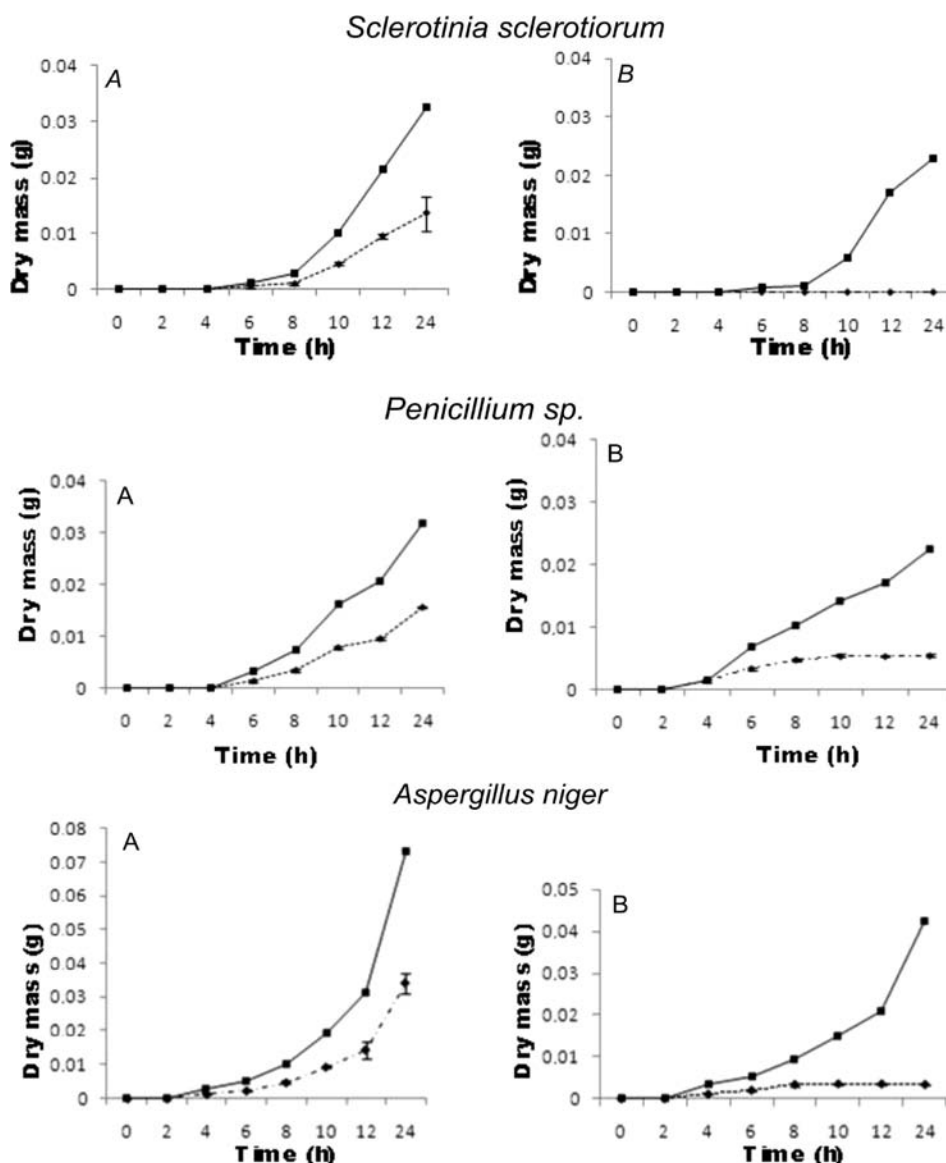 Sclerotinia sclerotiorum
A
0.04
0.03
0.02
0.01
0
Dry mass (g)
0 2 4 6 8 10 12 24
Time (h)
B
0.04
0.03
0.02
0.01
0
Dry mass (g)
0 2 4 6 8 10 12 24
Time (h)
Penicillium sp.
A
0.04
0.03
0.02
0.01
0
Dry mass (g)
0 2 4 6 8 10 12 24
Time (h)
B
0.04
0.03
0.02
0.01
0
Dry mass (g)
0 2 4 6 8 10 12 24
Time (h)
Aspergillus niger
A
0.08
0.07
0.06
0.05
0.04
0.03
0.02
0.01
0
Dry mass (g)
0 2 4 6 8 10 12 24
Time (h)
B
0.05
0.04
0.03
0.02
0.01
0
Dry mass (g)
0 2 4 6 8 10 12 24
Time (h)